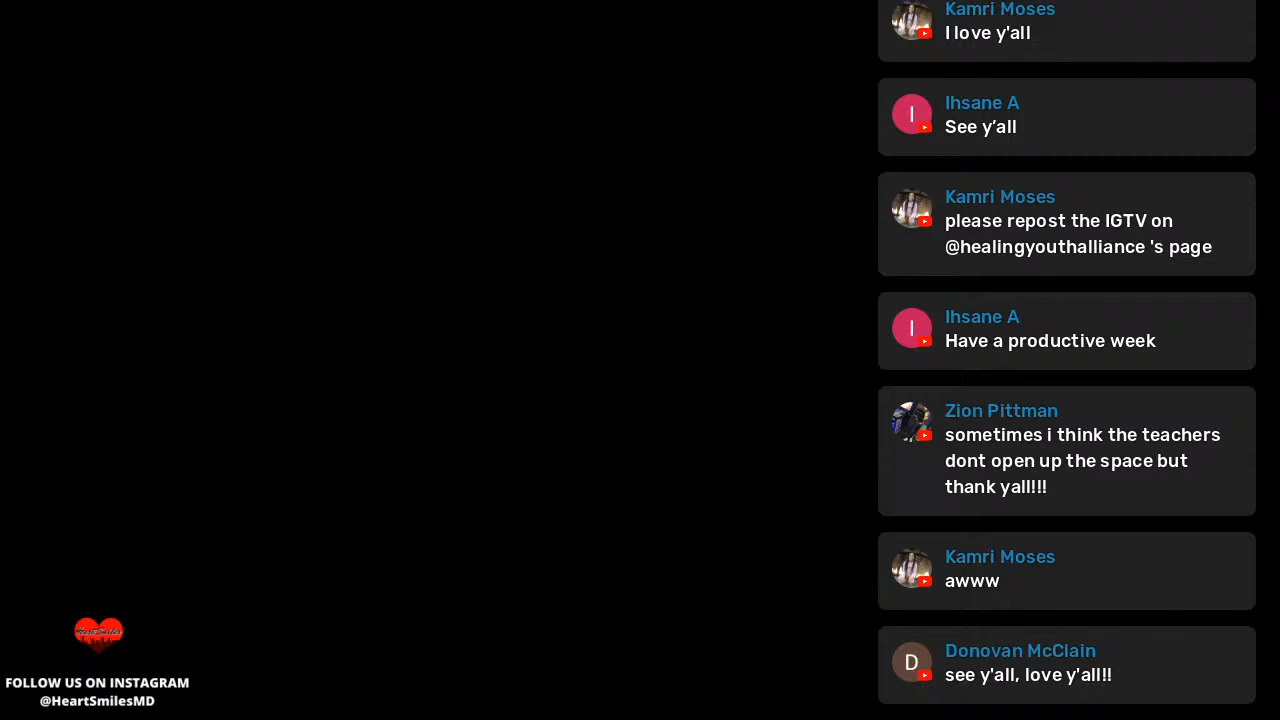 Kamri Moses
I love y'all
I
Ihsane A
See y’all
Kamri Moses
please repost the IGTV on
@healingyouthalliance 's page
I
Ihsane A
Have a productive week
Zion Pittman
sometimes i think the teachers
dont open up the space but
thank yall!!!
Kamri Moses
awww
D
Donovan McClain
see y'all, love y'all!!
HeartSmiles
FOLLOW US ON INSTAGRAM
@HeartSmilesMD